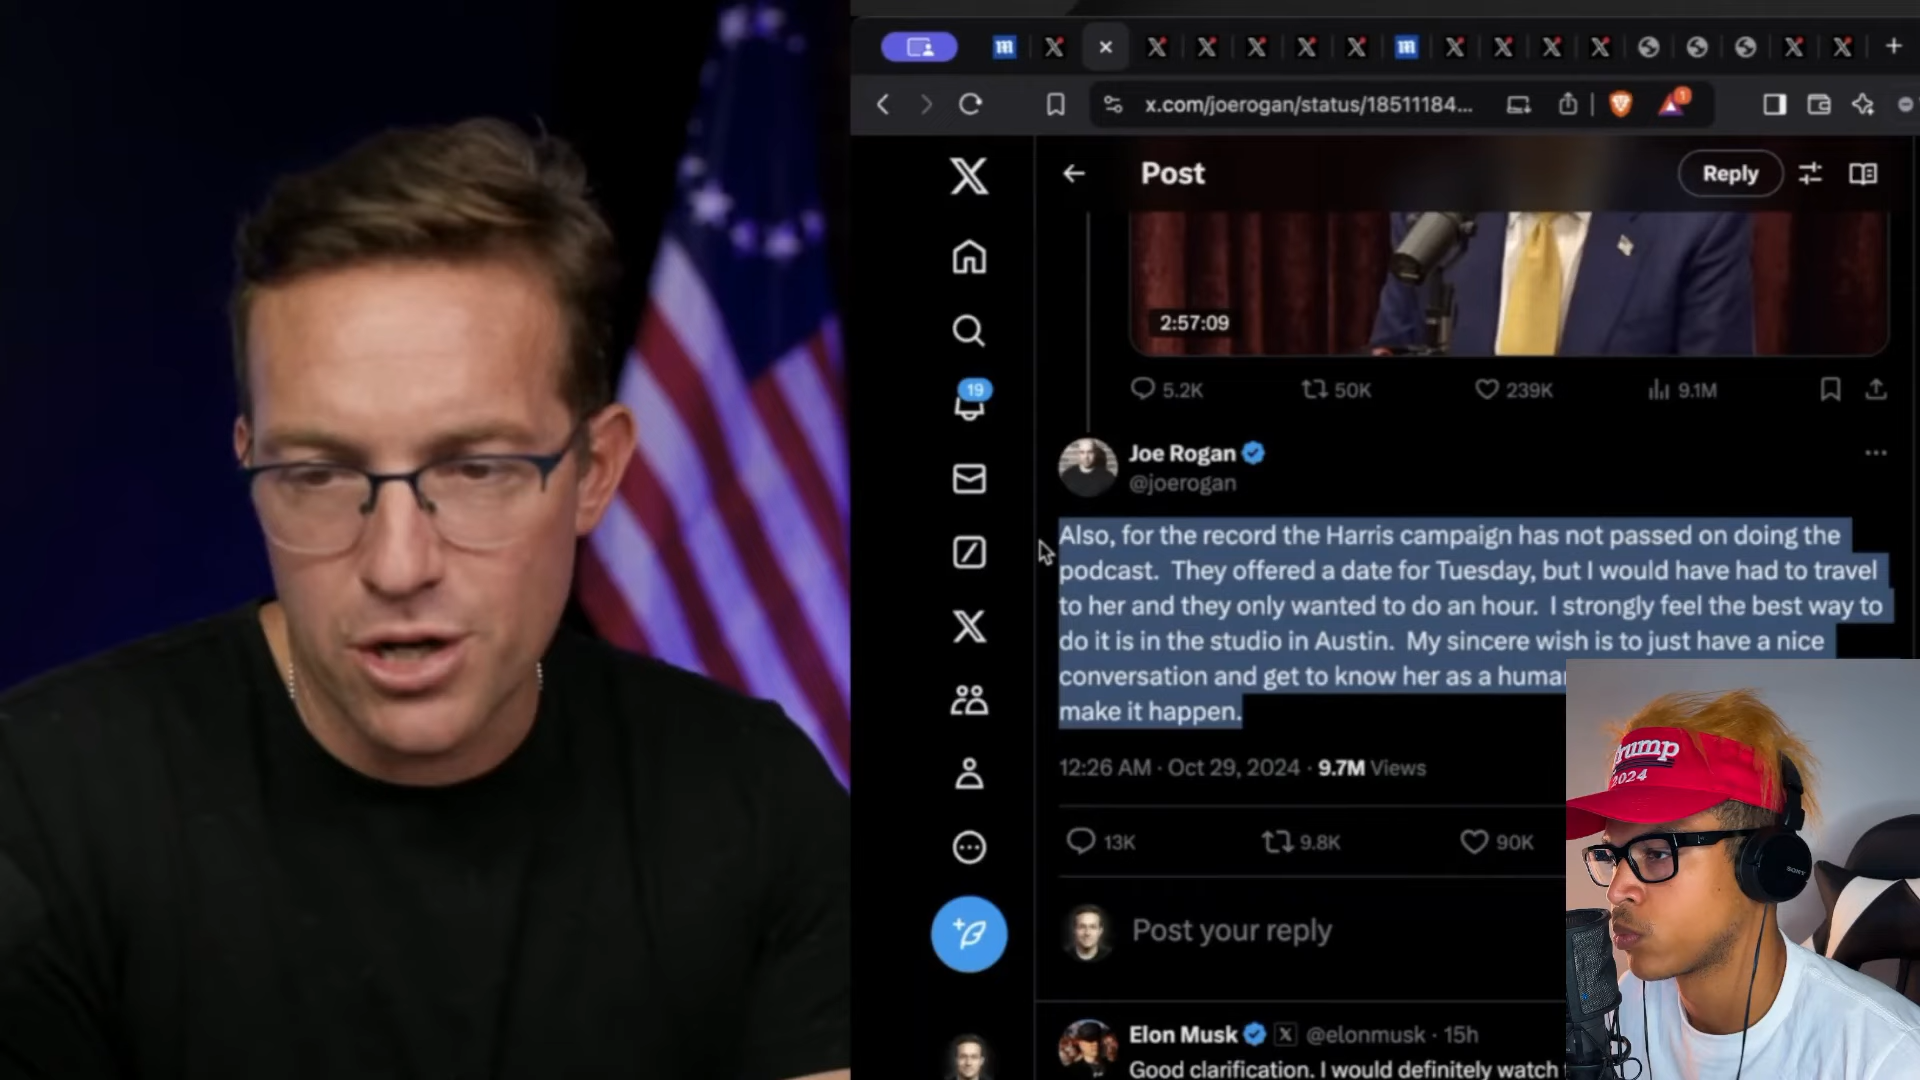 x.com/joerogan/status/18511184...
1
Post
Reply
2:57:09
19
5.2K
50K
239K
9.1M
Joe Rogan
@joerogan
Also, for the record the Harris campaign has not passed on doing the
podcast. They offered a date for Tuesday, but I would have had to travel
to her and they only wanted to do an hour. I strongly feel the best way to
do it is in the studio in Austin. My sincere wish is to just have a nice
conversation and get to know her as a human
make it happen.
12:26 AM · Oct 29, 2024 · 9.7M Views
13K
9.8K
90K
Post your reply
Elon Musk @elonmusk · 15h
Good clarification. I would definitely watch
Trump
2024
SONY